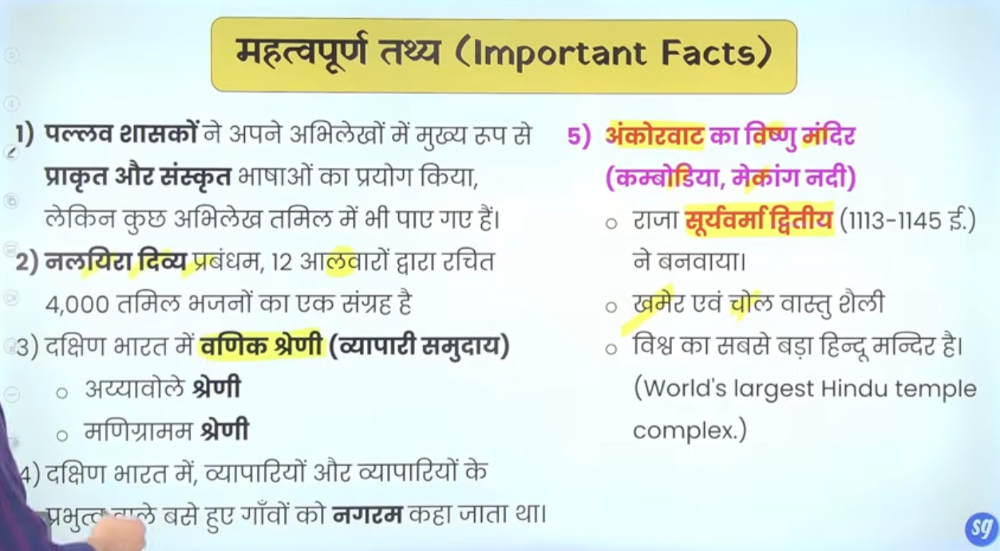 महत्वपूर्ण तथ्य (Important Facts)
1) पल्लव शासकों ने अपने अभिलेखों में मुख्य रूप से
प्राकृत और संस्कृत भाषाओं का प्रयोग किया,
लेकिन कुछ अभिलेख तमिल में भी पाए गए हैं।
2) नलयिरा दिव्य प्रबंधम, 12 आलवारों द्वारा रचित
4,000 तमिल भजनों का एक संग्रह है
3) दक्षिण भारत में वणिक श्रेणी (व्यापारी समुदाय)
○ अय्यावोले श्रेणी
○ मणिग्रामम श्रेणी
4) दक्षिण भारत में, व्यापारियों और व्यापारियों के
प्रभुत्व वाले बसे हुए गाँवों को नगरम कहा जाता था।
5) अंकोरवाट का विष्णु मंदिर
(कम्बोडिया, मेकांग नदी)
○ राजा सूर्यवर्मा द्वितीय (1113-1145 ई.)
ने बनवाया।
○ खमेर एवं चोल वास्तु शैली
○ विश्व का सबसे बड़ा हिन्दू मन्दिर है।
(World's largest Hindu temple
complex.)
sg